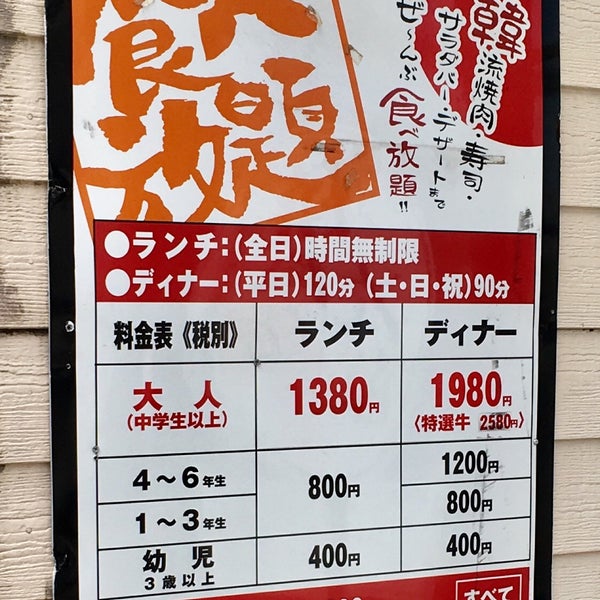 食べ
放題
韓流焼肉・寿司・
サラダバー・デザートまで
ぜ〜んぶ食べ放題!!
●ランチ:(全日)時間無制限
●ディナー:(平日)120分 (土・日・祝)90分
料金表《税別》 ランチ ディナー
大人 1380円 1980円
(中学生以上) 〈特選牛 2580円〉
4〜6年生 800円 1200円
1〜3年生 800円
幼児 400円 400円
3歳以上
すべて